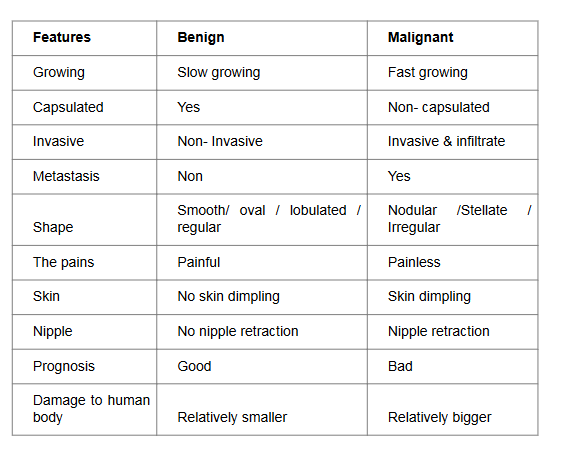 Features Benign Malignant
Growing Slow growing Fast growing
Capsulated Yes Non- capsulated
Invasive Non- Invasive Invasive & infiltrate
Metastasis Non Yes
Shape Smooth/ oval / lobulated / regular Nodular /Stellate / Irregular
The pains Painful Painless
Skin No skin dimpling Skin dimpling
Nipple No nipple retraction Nipple retraction
Prognosis Good Bad
Damage to human body Relatively smaller Relatively bigger